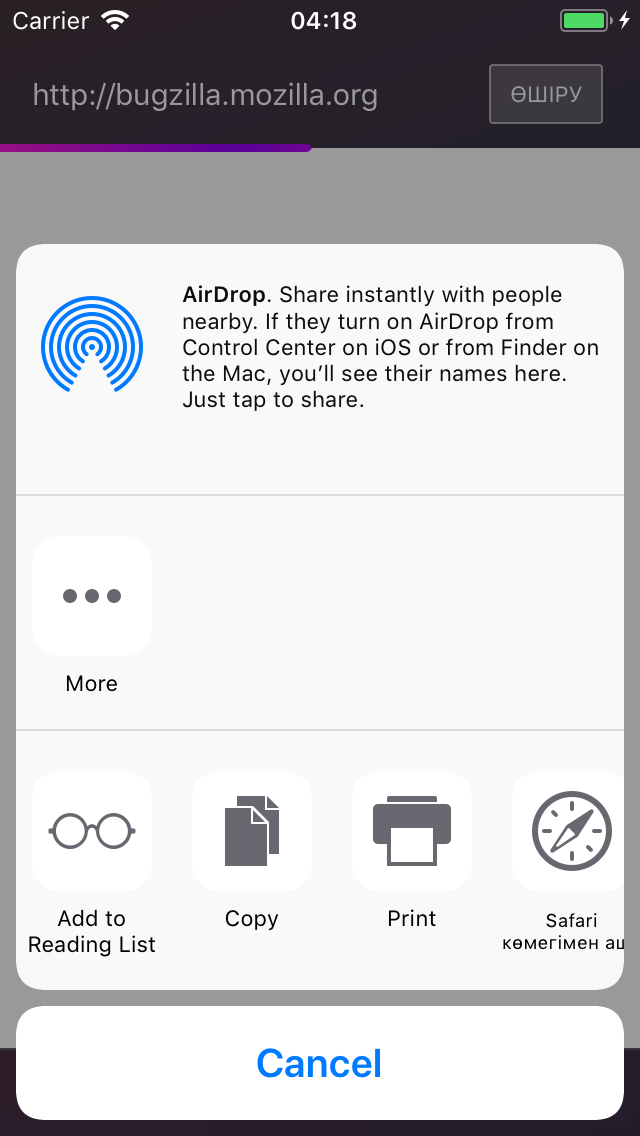 Carrier 04:18
http://bugzilla.mozilla.org ӨШІРУ
AirDrop. Share instantly with people
nearby. If they turn on AirDrop from
Control Center on iOS or from Finder on
the Mac, you’ll see their names here.
Just tap to share.
More
Add to
Reading List
Copy
Print
Safari
көмегімен
Cancel